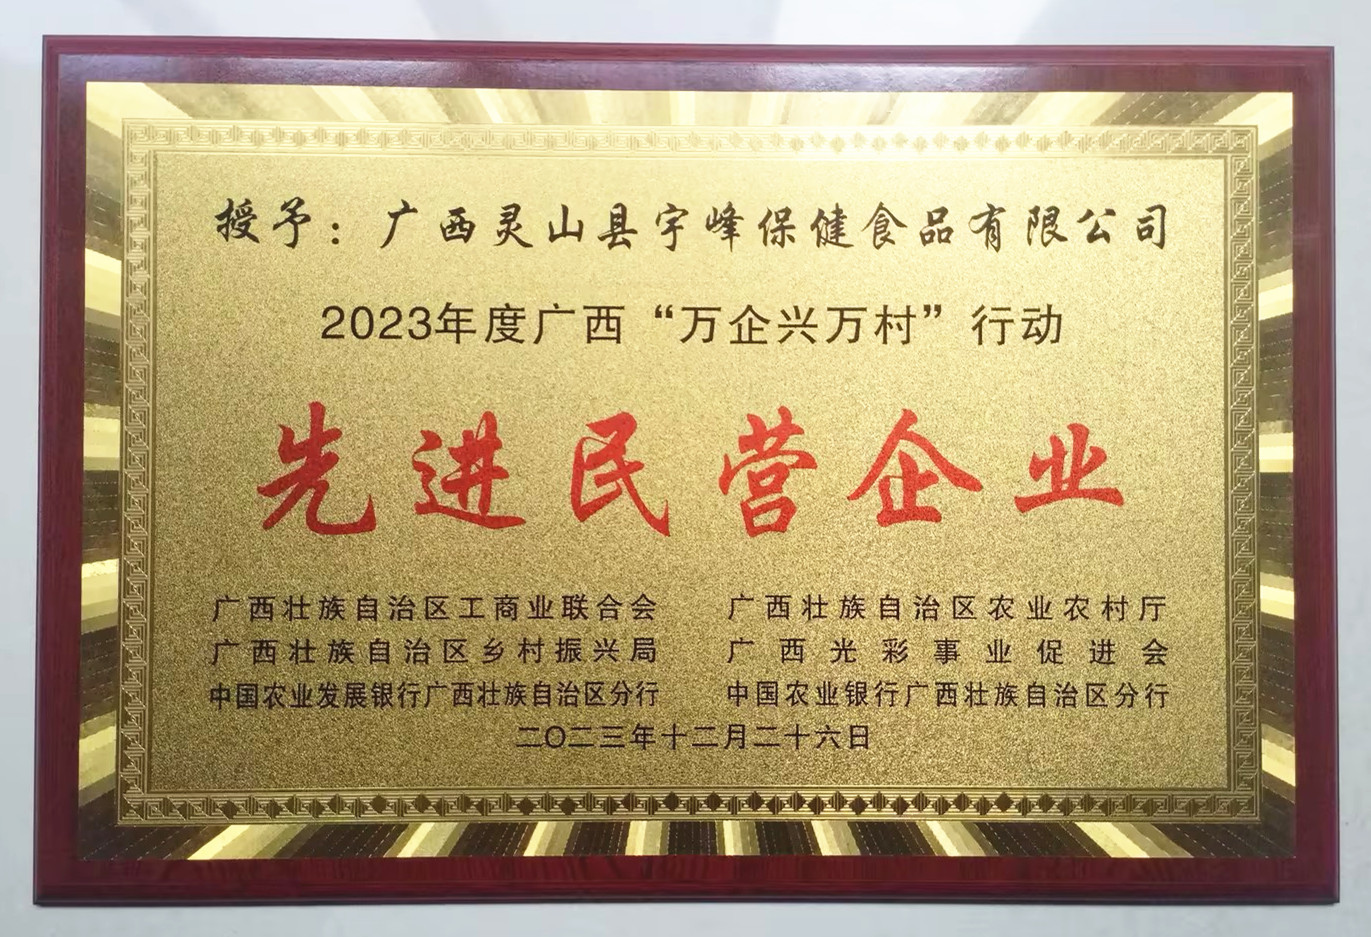 授予：广西灵山县宇峰保健食品有限公司
2023年度广西“万企兴万村”行动
先进民营企业
广西壮族自治区工商业联合会 广西壮族自治区农业农村厅
广西壮族自治区乡村振兴局 广西光彩事业促进会
中国农业发展银行广西壮族自治区分行 中国农业银行广西壮族自治区分行
二〇二三年十二月二十六日